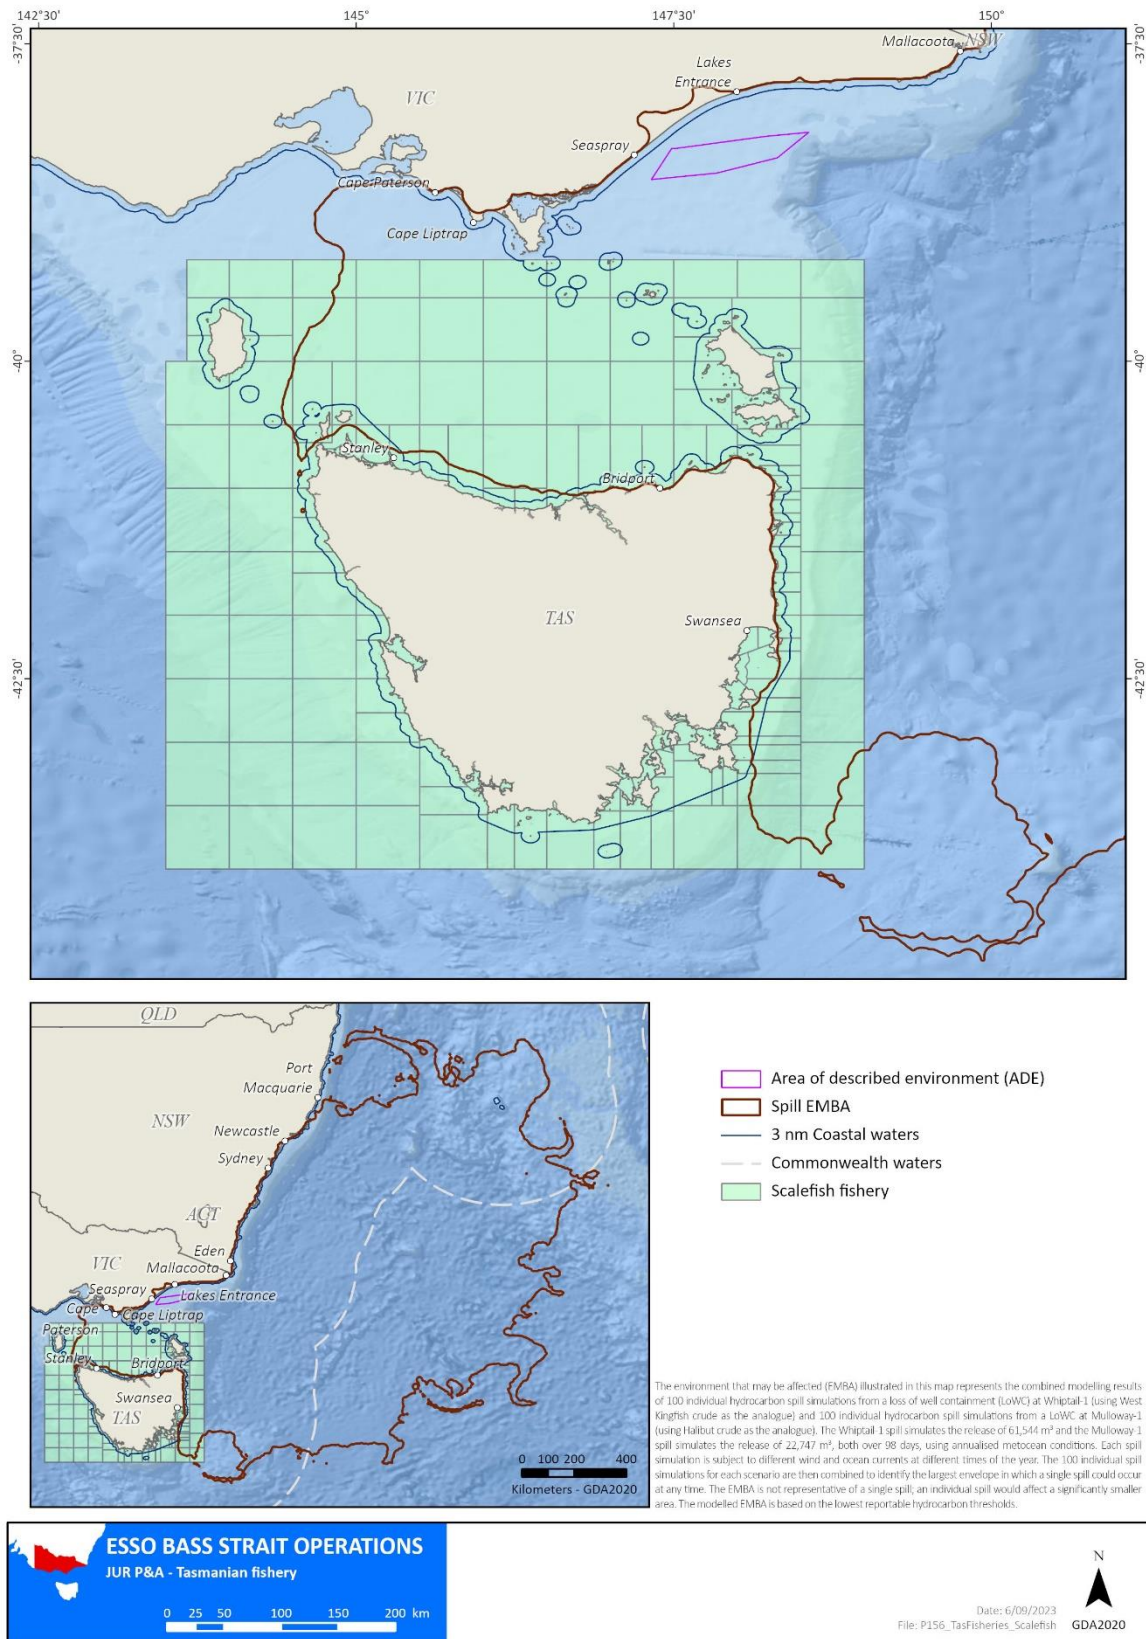 142°30'
145°
147°30'
150°
-37°30'
-37°30'
Mallacoota
NSW
Lakes
Entrance
VIC
Seaspray
Cape Paterson
Cape Liptrap
-40°
-40°
Stanley
Bridport
TAS
Swansea
-42°30'
-42°30'
QLD
Port
Macquarie
NSW
Newcastle
Sydney
ACT
Eden
VIC
Mallacoota
Seaspray
Lakes Entrance
Cape
Cape Liptrap
Paterson
Stanley
Bridport
Swansea
TAS
0 100 200 400
Kilometers - GDA2020
Area of described environment (ADE)
Spill EMBA
3 nm Coastal waters
Commonwealth waters
Scalefish fishery
The environment that may be affected (EMBA) illustrated in this map represents the combined modelling results
of 100 individual hydrocarbon spill simulations from a loss of well containment (LoWC) at Whiptail-1 (using West
Kingfish crude as the analogue) and 100 individual hydrocarbon spill simulations from a LoWC at Mulloway-1
(using Halibut crude as the analogue). The Whiptail-1 spill simulates the release of 61,544 m³ and the Mulloway-1
spill simulates the release of 22,747 m³, both over 98 days, using annualised metocean conditions. Each spill
simulation is subject to different wind and ocean currents at different times of the year. The 100 individual spill
simulations for each scenario are then combined to identify the largest envelope in which a single spill could occur
at any time. The EMBA is not representative of a single spill; an individual spill would affect a significantly smaller
area. The modelled EMBA is based on the lowest reportable hydrocarbon thresholds.
ESSO BASS STRAIT OPERATIONS
JUR P&A - Tasmanian fishery
0 25 50 100 150 200 km
N
Date: 6/09/2023
File: P156_TasFisheries_Scalefish
GDA2020